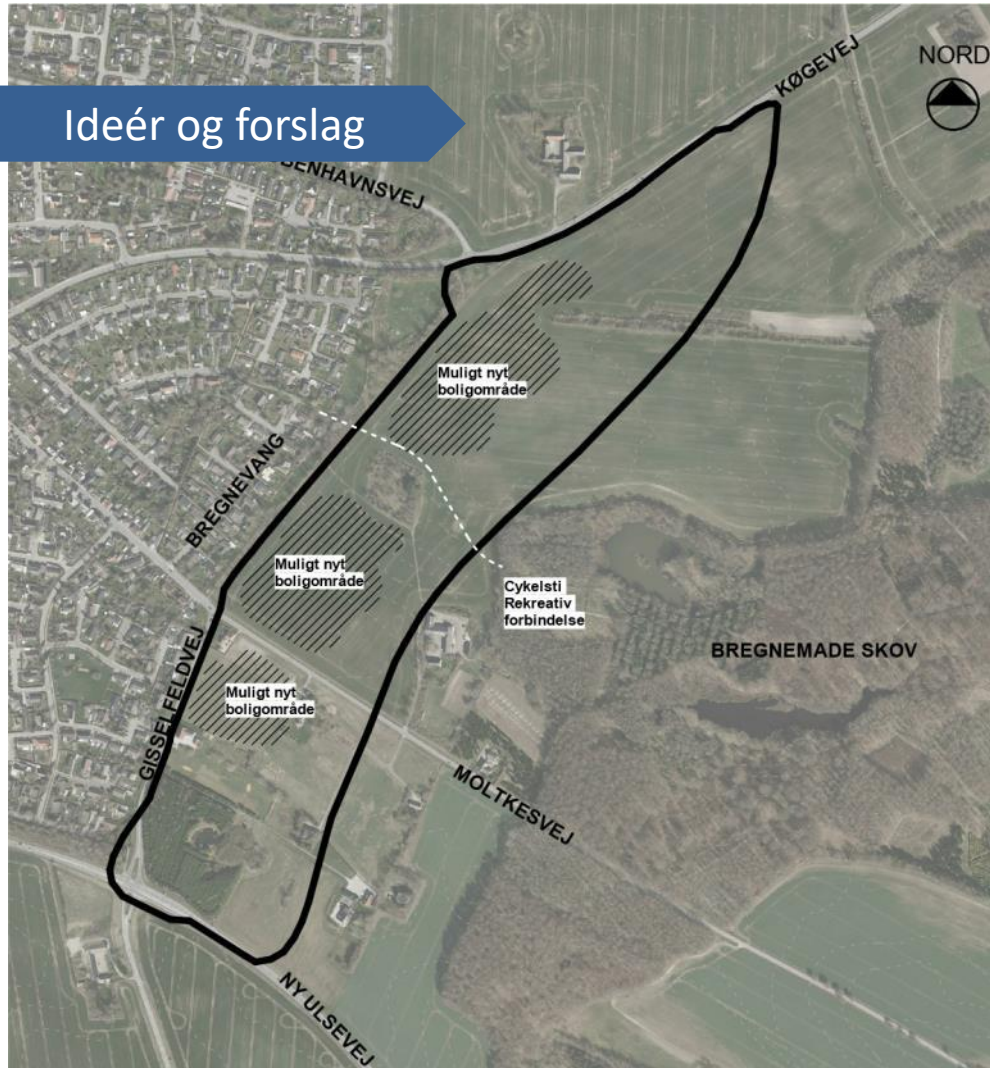 KØGEVEJ
NORD
Ideér og forslag
BENHAVNSVEJ
Muligt nyt
boligområde
BREGNEVANG
Muligt nyt
boligområde
Cykelsti
Rekreativ
forbindelse
BREGNEMADE SKOV
Muligt nyt
boligområde
GISSELFELDVEJ
MOLTKESVEJ
NY ULSEVEJ